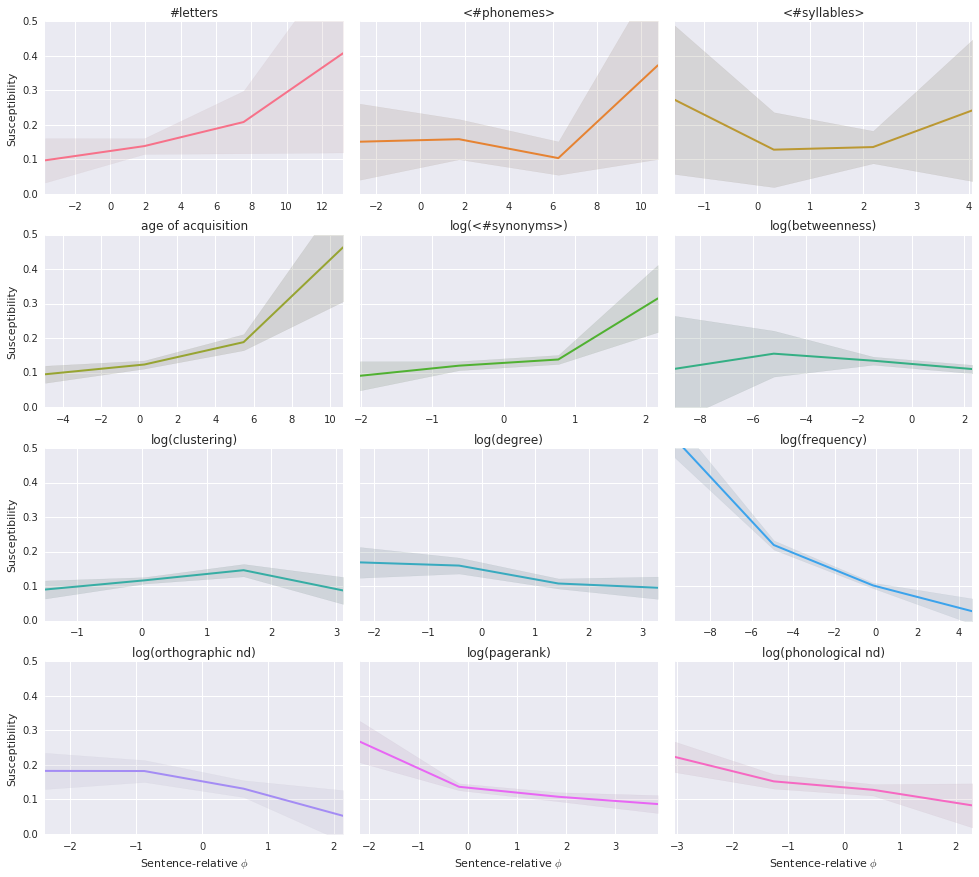 #letters <#phonemes> <#syllables>
0.5
0.4
0.3
0.2
0.1
0.0
Susceptibility
−2 0 2 4 6 8 10 12
−2 0 2 4 6 8 10
−1 0 1 2 3 4
age of acquisition log(<#synonyms>) log(betweenness)
0.5
0.4
0.3
0.2
0.1
0.0
Susceptibility
−4 −2 0 2 4 6 8 10
−2 −1 0 1 2
−8 −6 −4 −2 0 2
log(clustering) log(degree) log(frequency)
0.5
0.4
0.3
0.2
0.1
0.0
Susceptibility
−1 0 1 2 3
−2 −1 0 1 2 3
−8 −6 −4 −2 0 2 4
log(orthographic nd) log(pagerank) log(phonological nd)
0.5
0.4
0.3
0.2
0.1
0.0
Susceptibility
−2 −1 0 1 2
−2 −1 0 1 2 3
−3 −2 −1 0 1 2
Sentence-relative ϕ Sentence-relative ϕ Sentence-relative ϕ